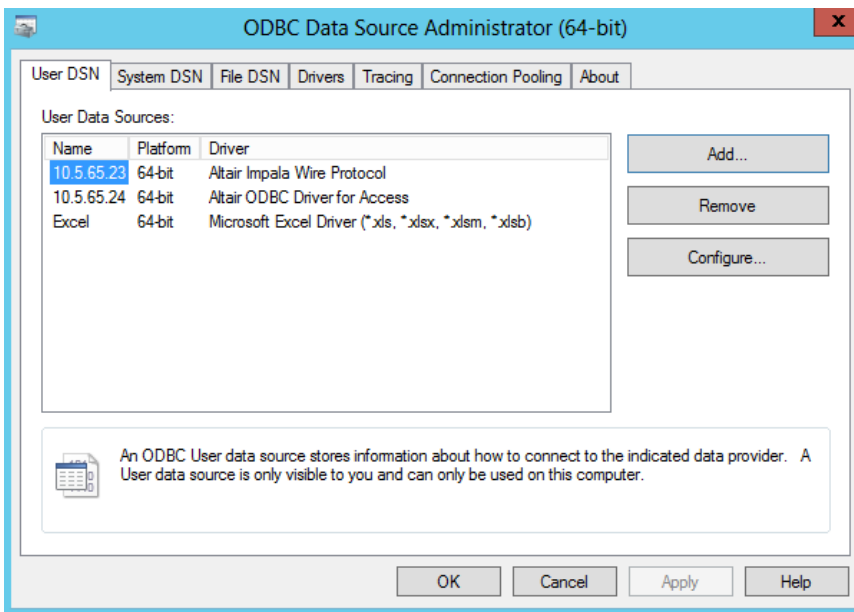 ODBC Data Source Administrator (64-bit)
x
User DSN System DSN File DSN Drivers Tracing Connection Pooling About
User Data Sources:
Name Platform Driver
10.5.65.23 64-bit Altair Impala Wire Protocol
10.5.65.24 64-bit Altair ODBC Driver for Access
Excel 64-bit Microsoft Excel Driver (*.xls, *.xlsx, *.xlsm, *.xlsb)
Add...
Remove
Configure...
An ODBC User data source stores information about how to connect to the indicated data provider. A
User data source is only visible to you and can only be used on this computer.
OK Cancel Apply Help